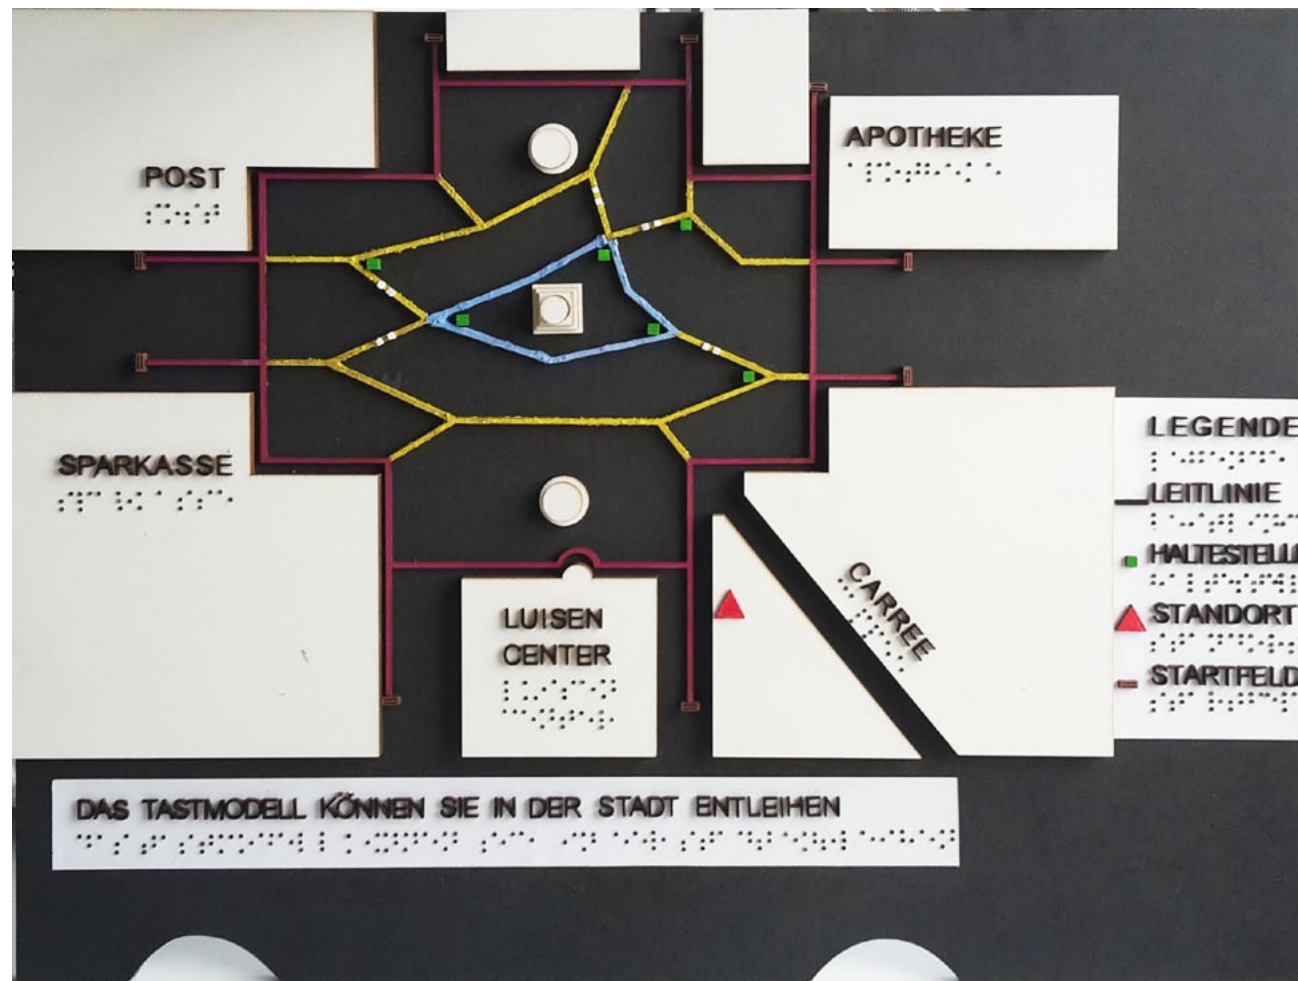 POST
APOTHEKE
SPARKASSE
LUISEN
CENTER
CARREE
LEGENDE
LEITLINIE
HALTESTELL
STANDORT
STARTFELD
DAS TASTMODELL KÖNNEN SIE IN DER STADT ENTLEIHEN